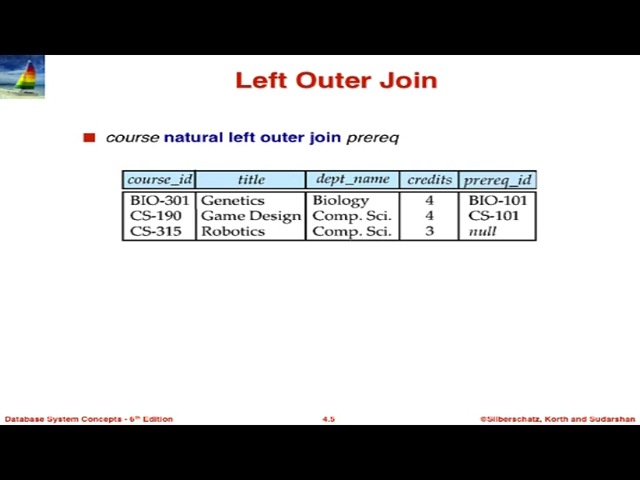 Left Outer Join
course natural left outer join prereq
course_id title dept_name credits prereq_id
BIO-301 Genetics Biology 4 BIO-101
CS-190 Game Design Comp. Sci. 4 CS-101
CS-315 Robotics Comp. Sci. 3 null
Database System Concepts - 6th Edition 4.5 ©Silberschatz, Korth and Sudarshan